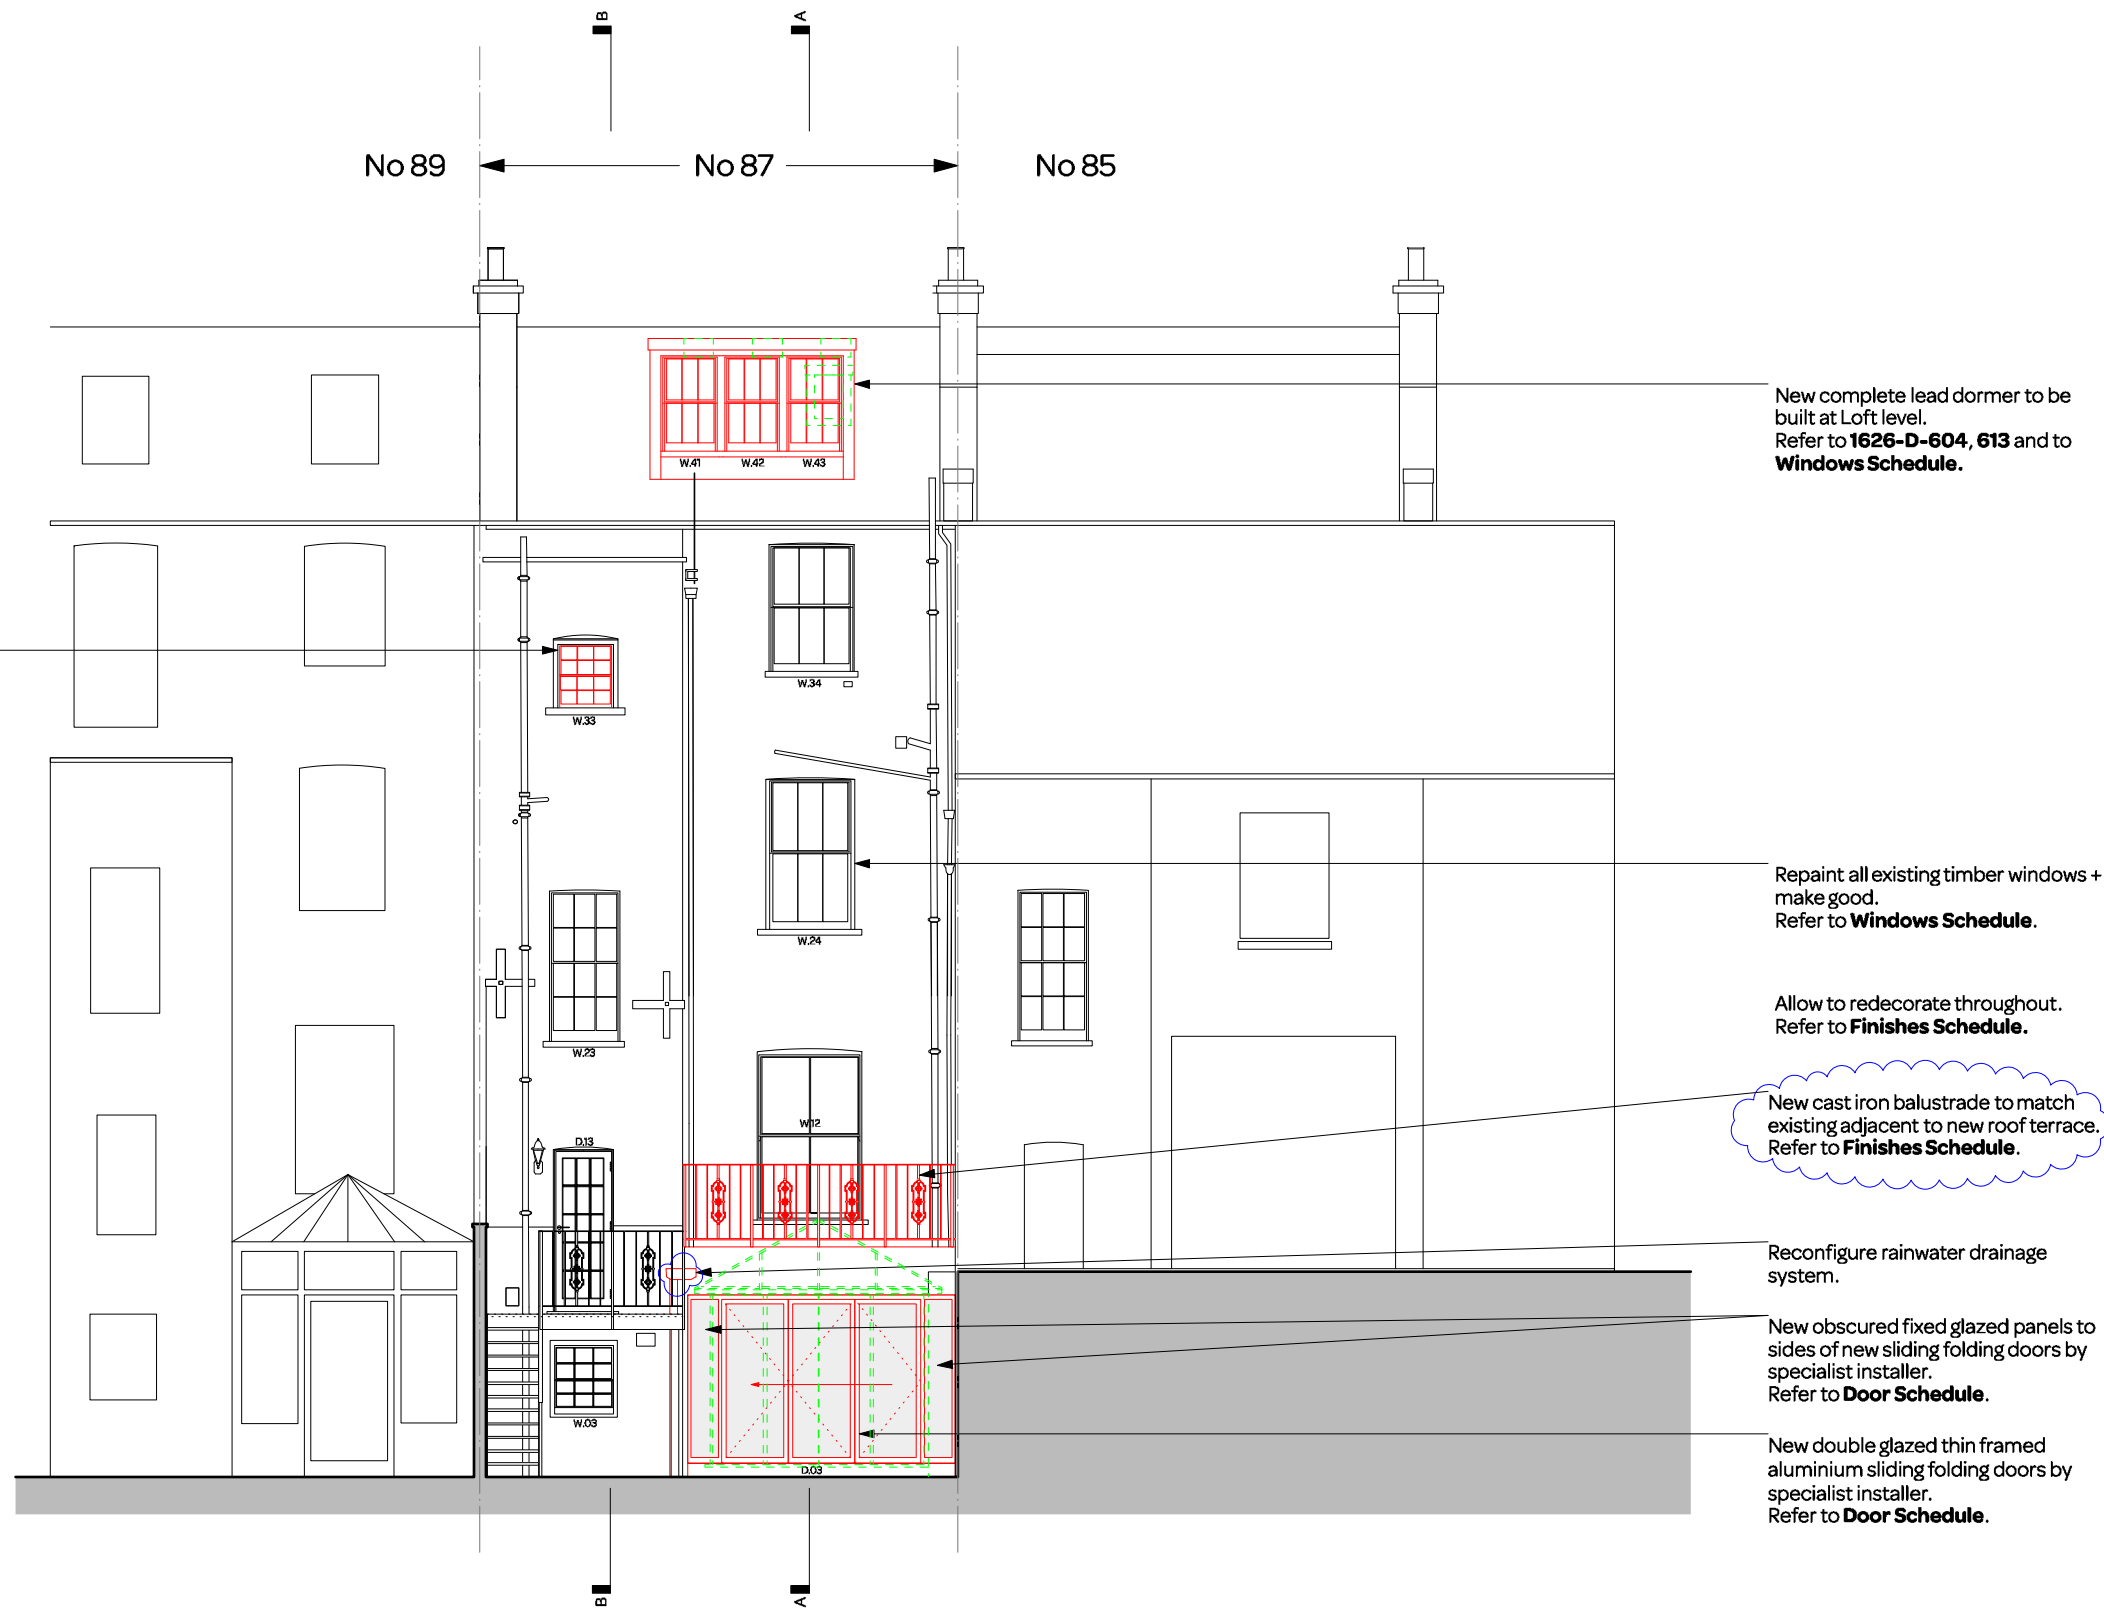 B
A
No 89
No 87
No 85
New complete lead dormer to be
built at Loft level.
Refer to 1626-D-604, 613 and to
Windows Schedule.
W.41
W.42
W.43
W.34
W.33
Repaint all existing timber windows +
make good.
Refer to Windows Schedule.
W.24
Allow to redecorate throughout.
Refer to Finishes Schedule.
W.23
New cast iron balustrade to match
existing adjacent to new roof terrace.
Refer to Finishes Schedule.
W.12
D.13
Reconfigure rainwater drainage
system.
New obscured fixed glazed panels to
sides of new sliding folding doors by
specialist installer.
Refer to Door Schedule.
W.03
New double glazed thin framed
aluminium sliding folding doors by
specialist installer.
Refer to Door Schedule.
D.03
B
A